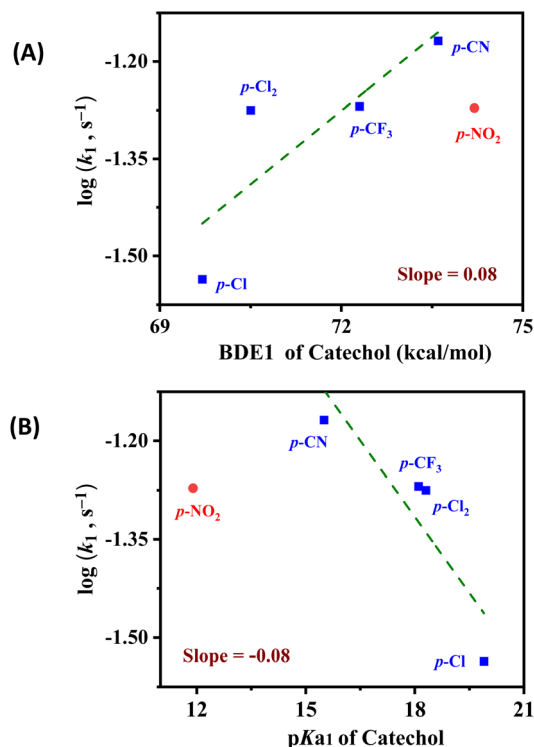 (A)
log (k₁ , s⁻¹)
-1.20
-1.35
-1.50
p-CN
p-Cl₂
p-CF₃
p-NO₂
p-Cl
Slope = 0.08
69 72 75
BDE1 of Catechol (kcal/mol)
(B)
log (k₁ , s⁻¹)
-1.20
-1.35
-1.50
p-CN
p-CF₃
p-Cl₂
p-NO₂
Slope = -0.08
p-Cl
12 15 18 21
pKa1 of Catechol